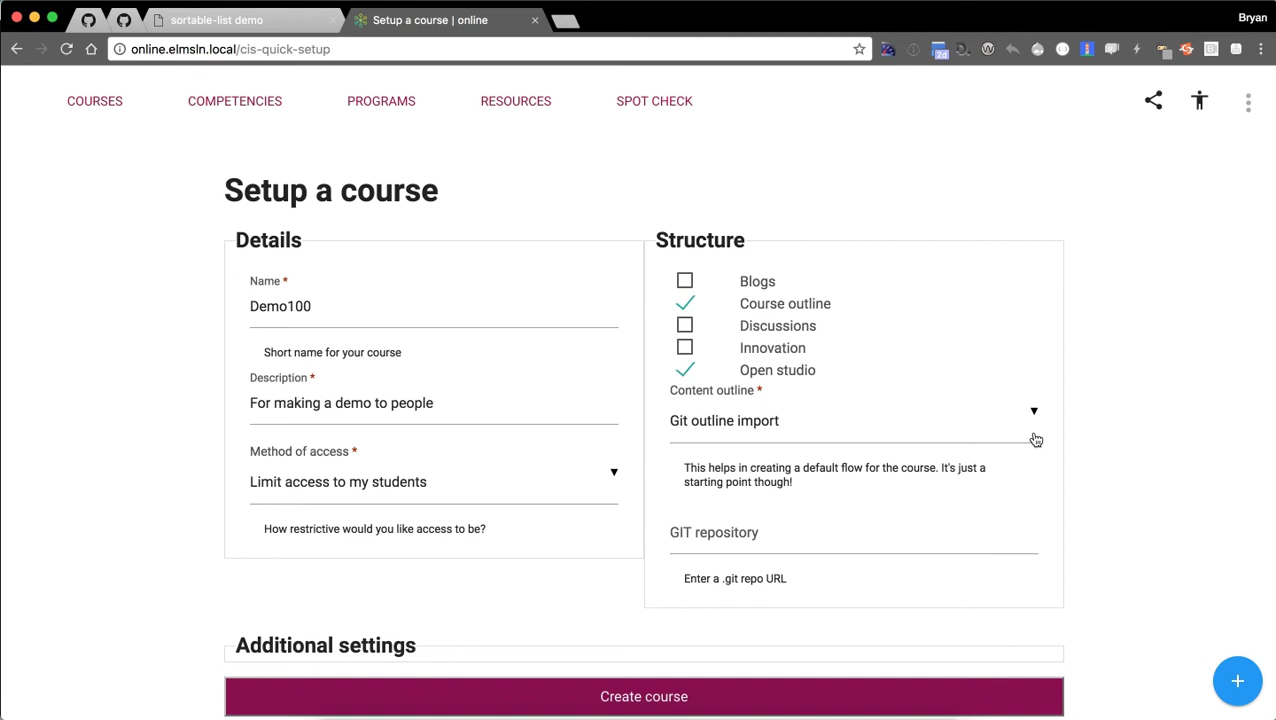 sortable-list demo
Setup a course | online
Bryan
online.elmsln.local/cis-quick-setup
2d
COURSES
COMPETENCIES
PROGRAMS
RESOURCES
SPOT CHECK
Setup a course
Details
Name *
Demo100
Short name for your course
Description *
For making a demo to people
Method of access *
Limit access to my students
How restrictive would you like access to be?
Structure
Blogs
Course outline
Discussions
Innovation
Open studio
Content outline *
Git outline import
This helps in creating a default flow for the course. It's just a
starting point though!
GIT repository
Enter a .git repo URL
Additional settings
Create course